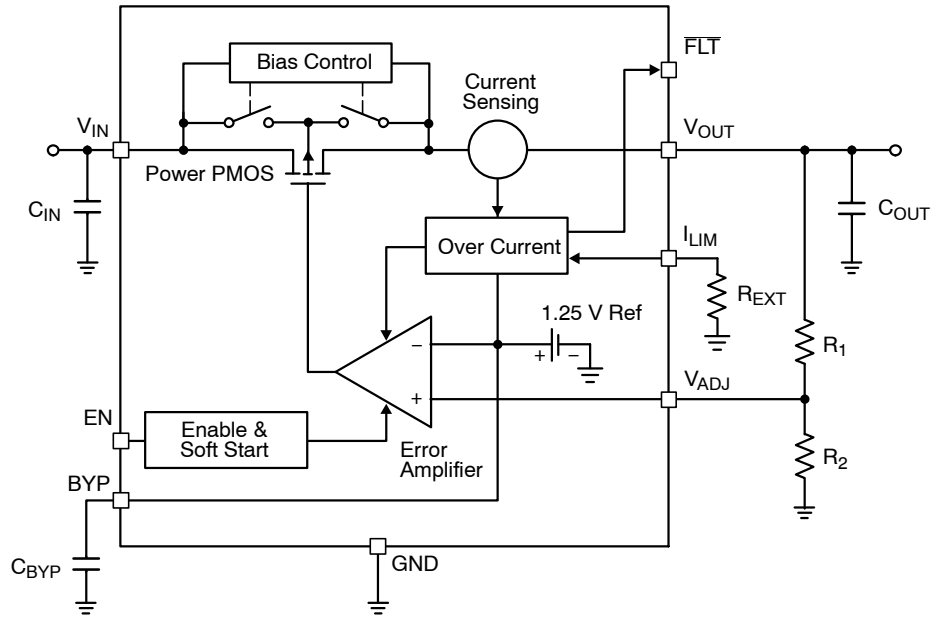 FLT
Bias Control
Current
Sensing
VIN
VOUT
Power PMOS
CIN
COUT
ILIM
Over Current
REXT
1.25 V Ref
+ −
R1
−
VADJ
+
EN
Enable &
Soft Start
Error
Amplifier
R2
BYP
GND
CBYP